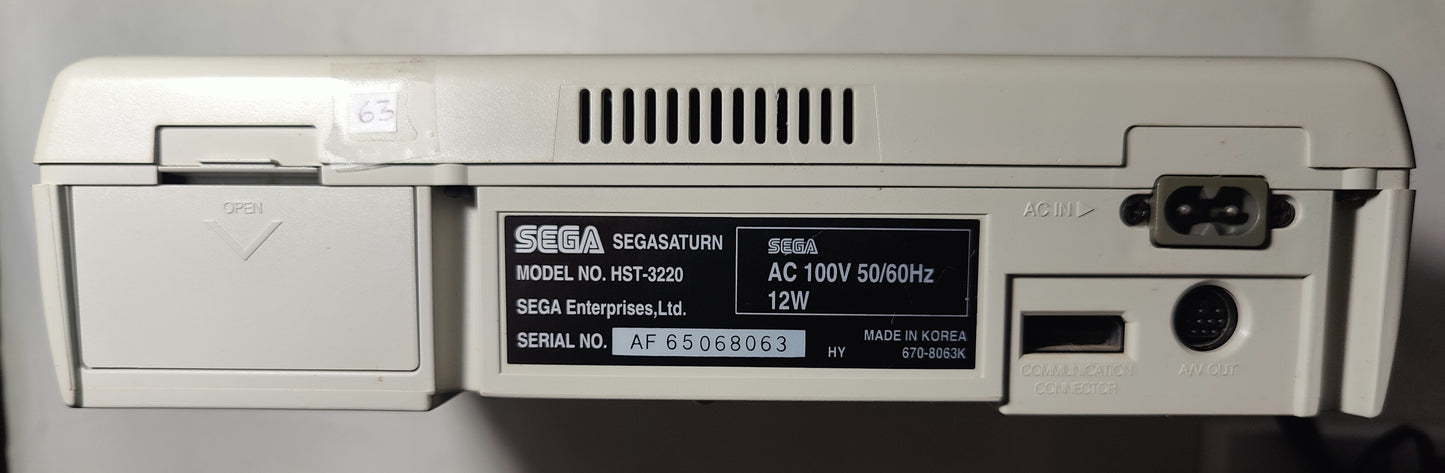 63
OPEN
SEGA SEGASATURN
MODEL NO. HST-3220
SEGA Enterprises,Ltd.
SERIAL NO. AF 65068063
SEGA
AC 100V 50/60Hz
12W
HY
MADE IN KOREA
670-8063K
AC IN
COMMUNICATION
CONNECTOR
A/V OUT